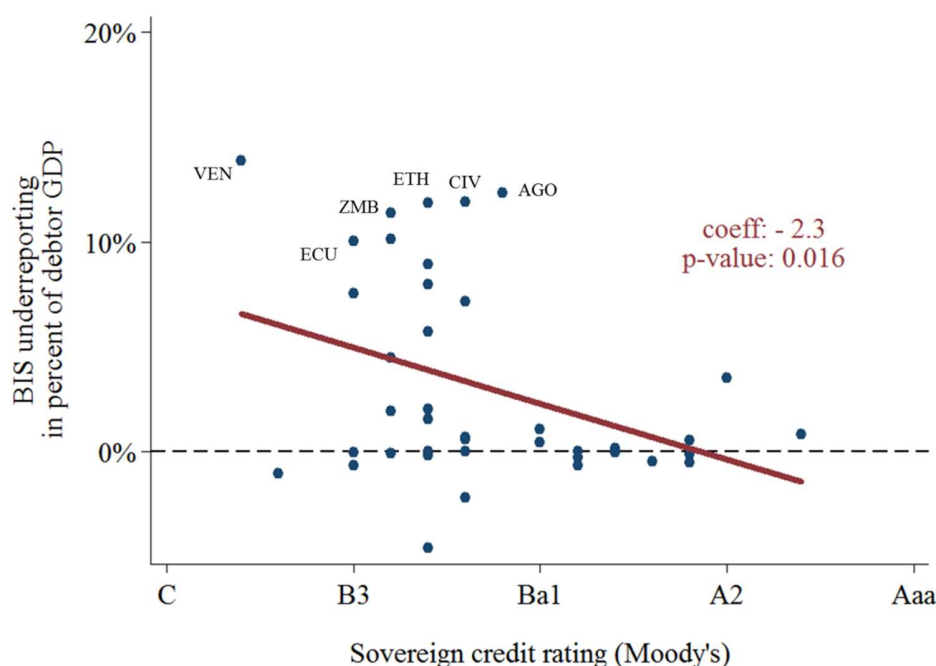 20%
10%
0%
BIS underreporting
in percent of debtor GDP
VEN
ETH
CIV
AGO
ZMB
ECU
coeff: - 2.3
p-value: 0.016
C
B3
Ba1
A2
Aaa
Sovereign credit rating (Moody's)